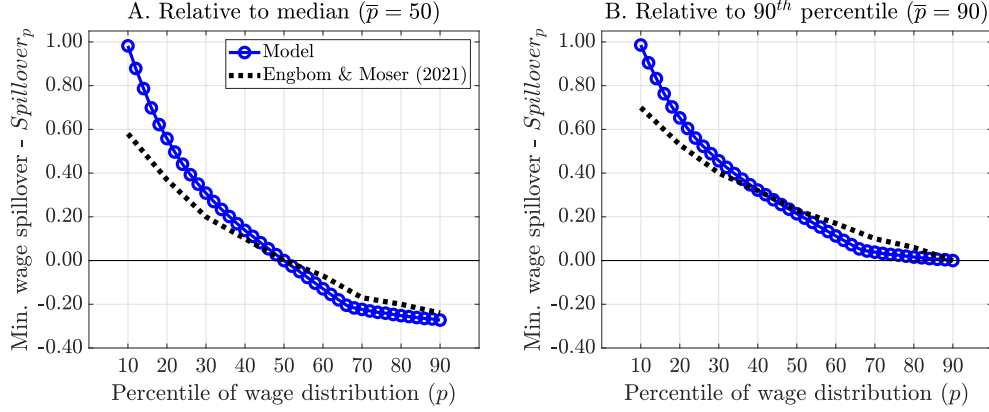 A. Relative to median (p̅ = 50)
Min. wage spillover - Spillover_p
1.00
0.80
0.60
0.40
0.20
0.00
-0.20
-0.40
Model
Engbom & Moser (2021)
10 20 30 40 50 60 70 80 90
Percentile of wage distribution (p)
B. Relative to 90^th percentile (p̅ = 90)
Min. wage spillover - Spillover_p
1.00
0.80
0.60
0.40
0.20
0.00
-0.20
-0.40
10 20 30 40 50 60 70 80 90
Percentile of wage distribution (p)